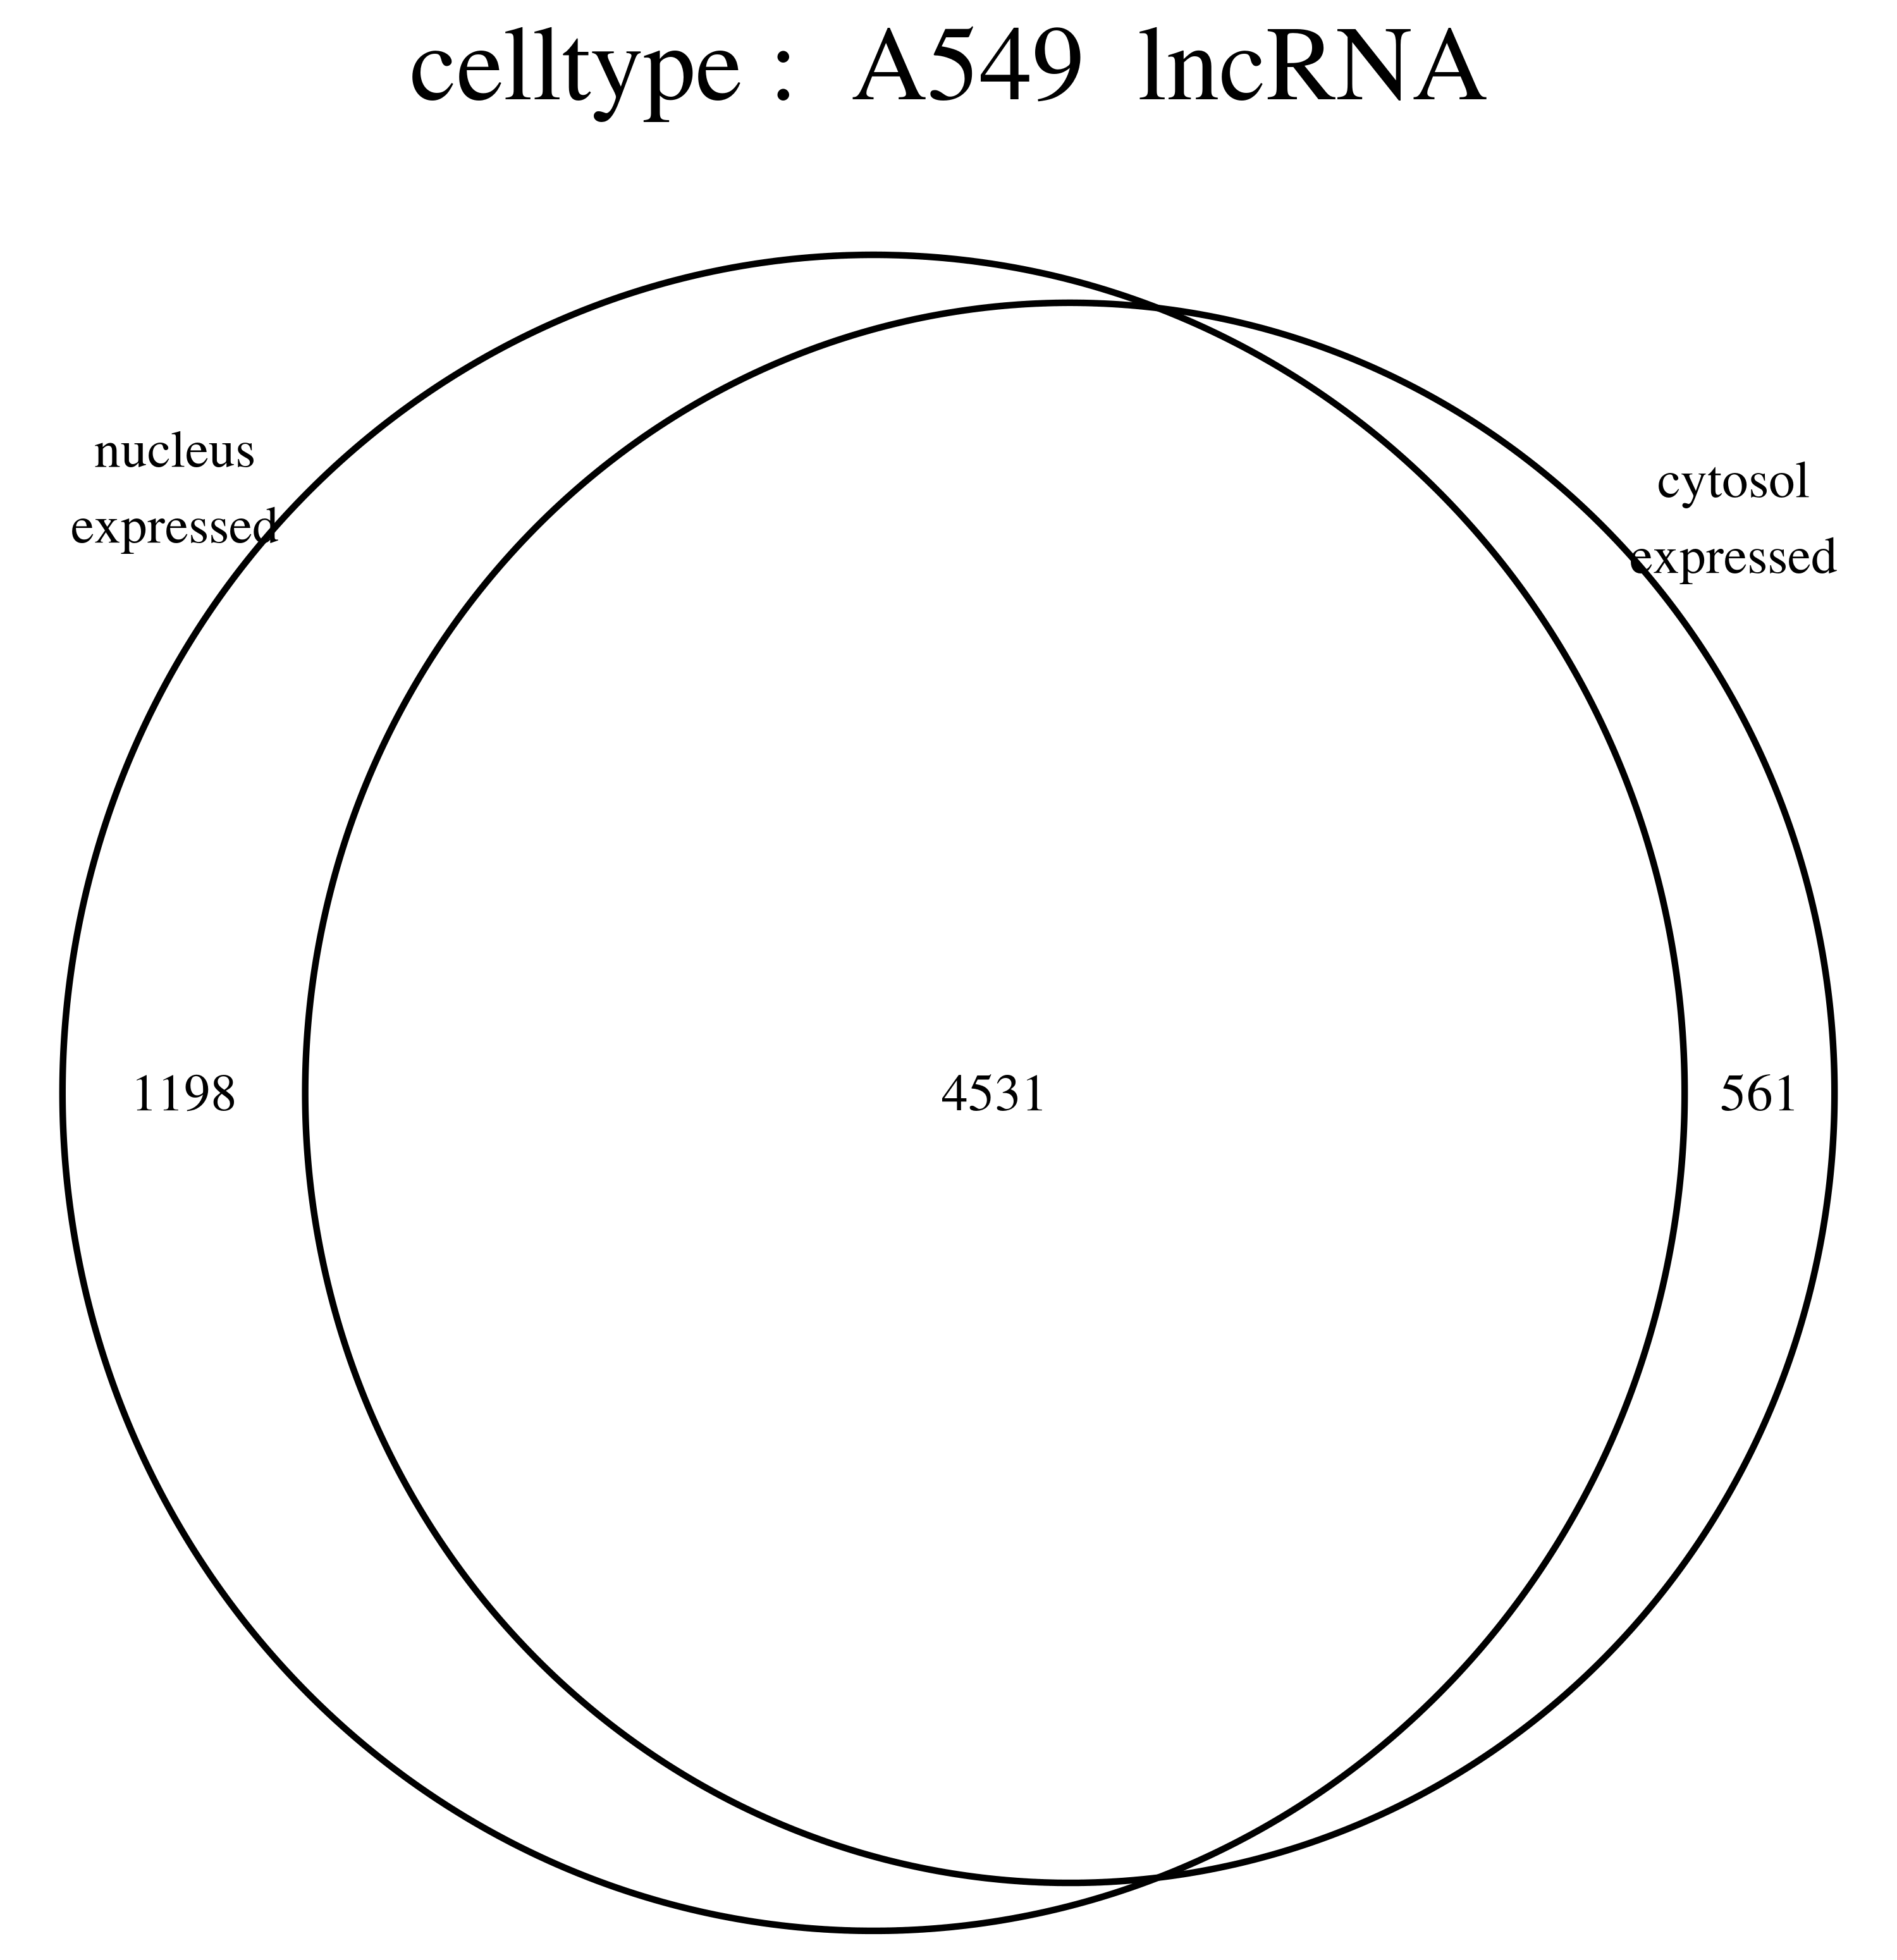 celltype : A549 lncRNA
nucleus
expressed
cytosol
expressed
1198
4531
561